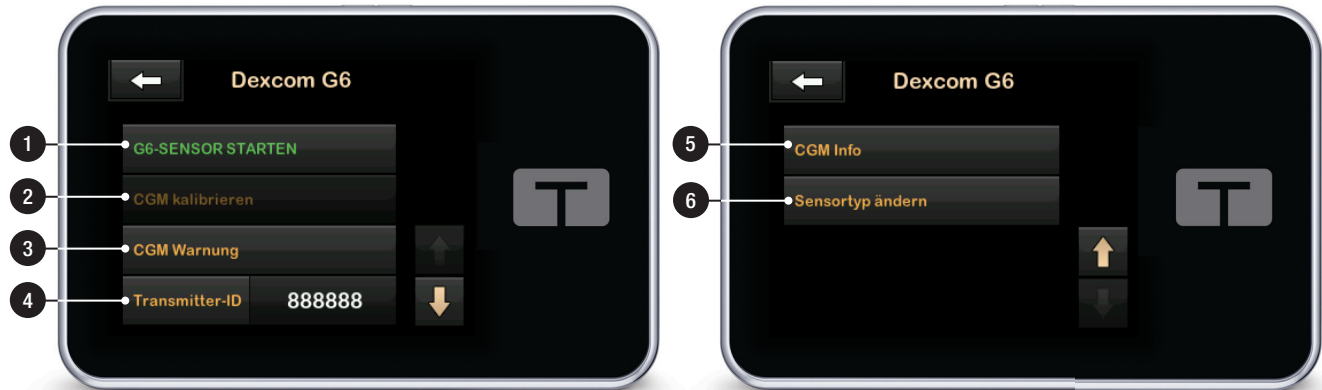 Dexcom G6
1 G6-SENSOR STARTEN
2 CGM kalibrieren
3 CGM Warnung
4 Transmitter-ID 888888
Dexcom G6
5 CGM Info
6 Sensortyp ändern